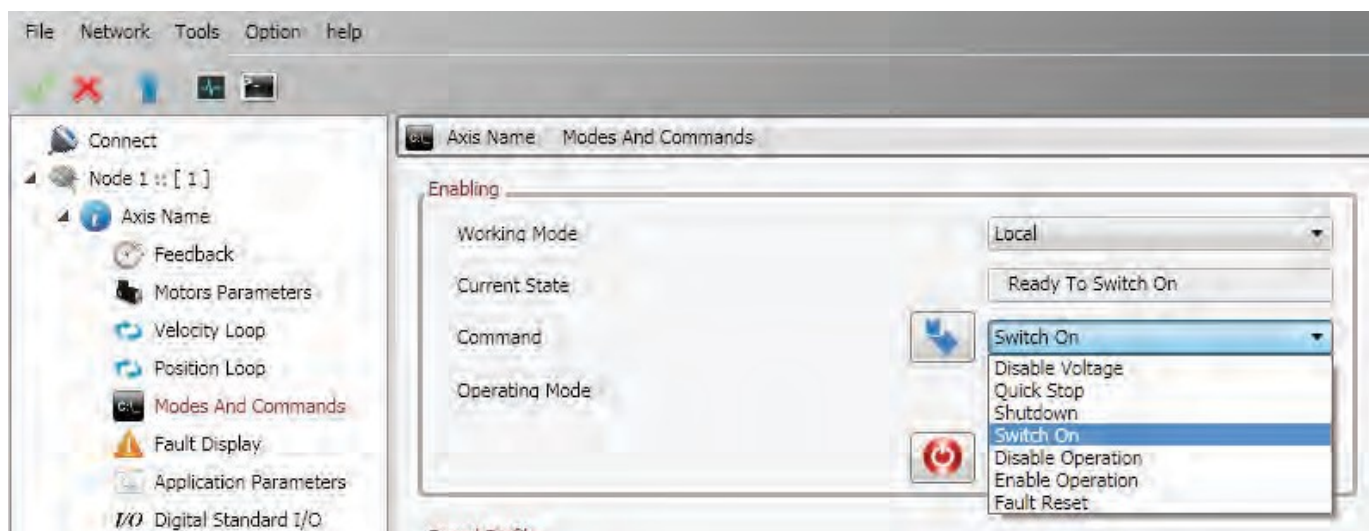 File Network Tools Option help
Connect
Node 1 :: [ 1 ]
Axis Name
Feedback
Motors Parameters
Velocity Loop
Position Loop
C:\_ Modes And Commands
Fault Display
Application Parameters
I/O Digital Standard I/O
C:\_ Axis Name Modes And Commands
Enabling
Working Mode Local
Current State Ready To Switch On
Command Switch On
Operating Mode
Disable Voltage
Quick Stop
Shutdown
Switch On
Disable Operation
Enable Operation
Fault Reset